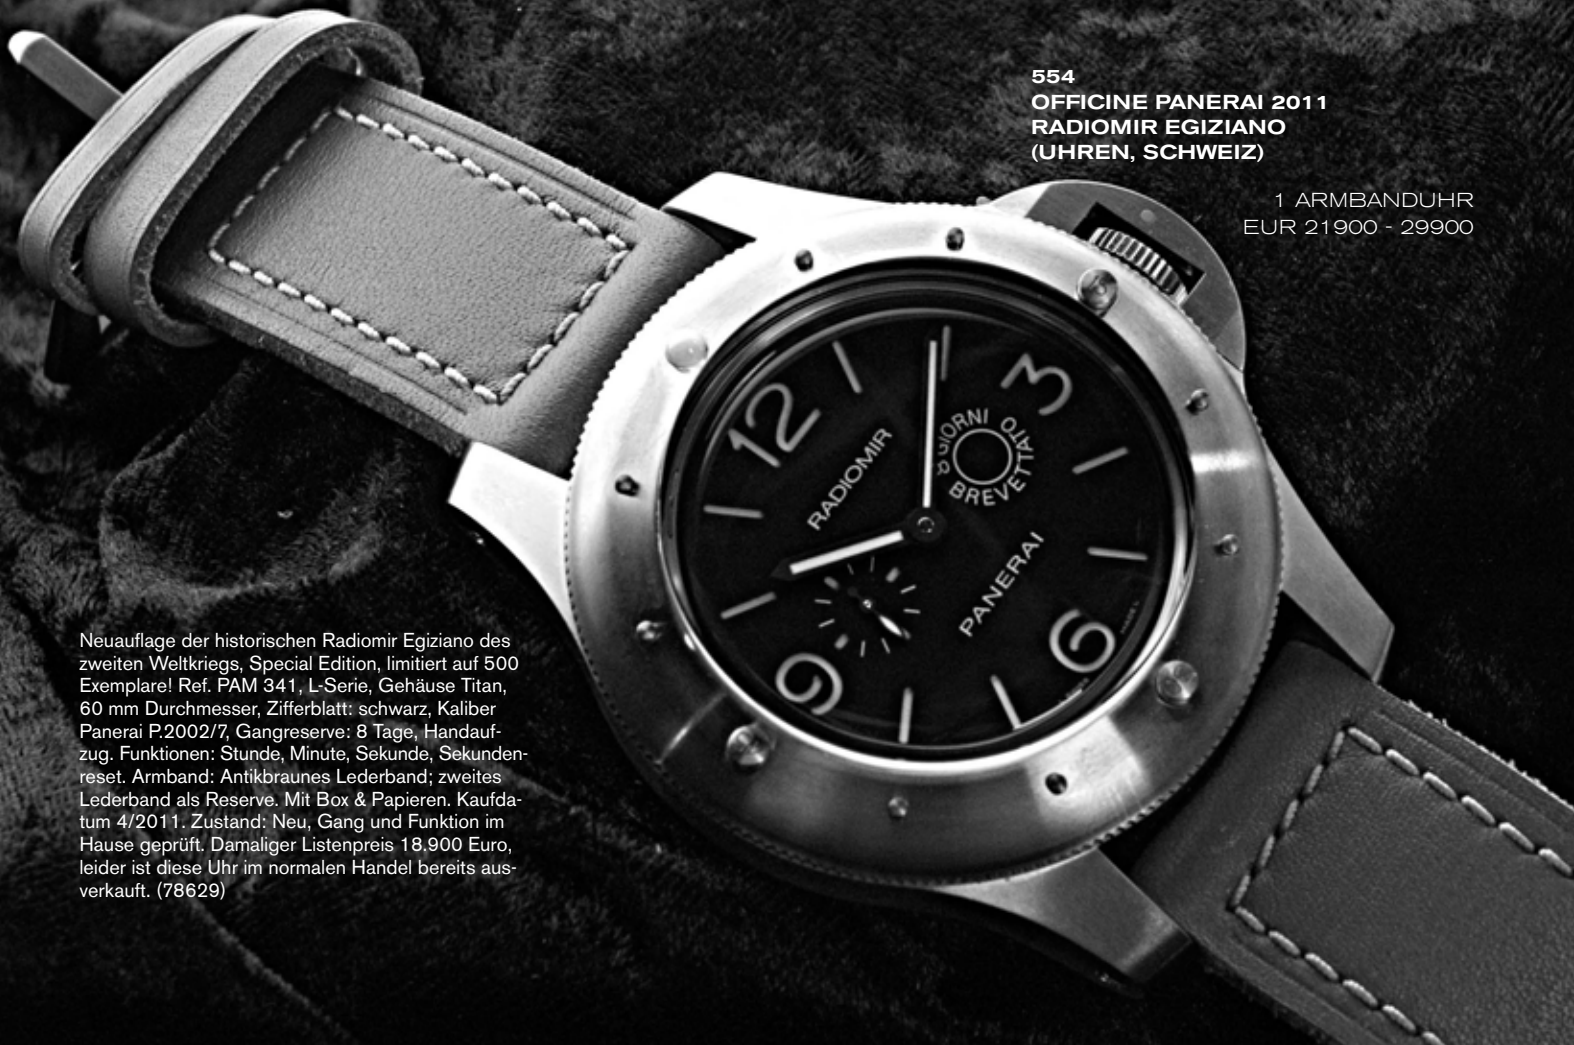 554
OFFICINE PANERAI 2011
RADIOMIR EGIZIANO
(UHREN, SCHWEIZ)
1 ARMBANDUHR
EUR 21900 - 29900
12
3
6
9
RADIOMIR
PANERAI
8 GIORNI
BREVETTATO
Neuauflage der historischen Radiomir Egiziano des
zweiten Weltkriegs, Special Edition, limitiert auf 500
Exemplare! Ref. PAM 341, L-Serie, Gehäuse Titan,
60 mm Durchmesser, Zifferblatt: schwarz, Kaliber
Panerai P.2002/7, Gangreserve: 8 Tage, Handauf-
zug. Funktionen: Stunde, Minute, Sekunde, Sekunden-
reset. Armband: Antikbraunes Lederband; zweites
Lederband als Reserve. Mit Box & Papieren. Kaufda-
tum 4/2011. Zustand: Neu, Gang und Funktion im
Hause geprüft. Damaliger Listenpreis 18.900 Euro,
leider ist diese Uhr im normalen Handel bereits aus-
verkauft. (78629)